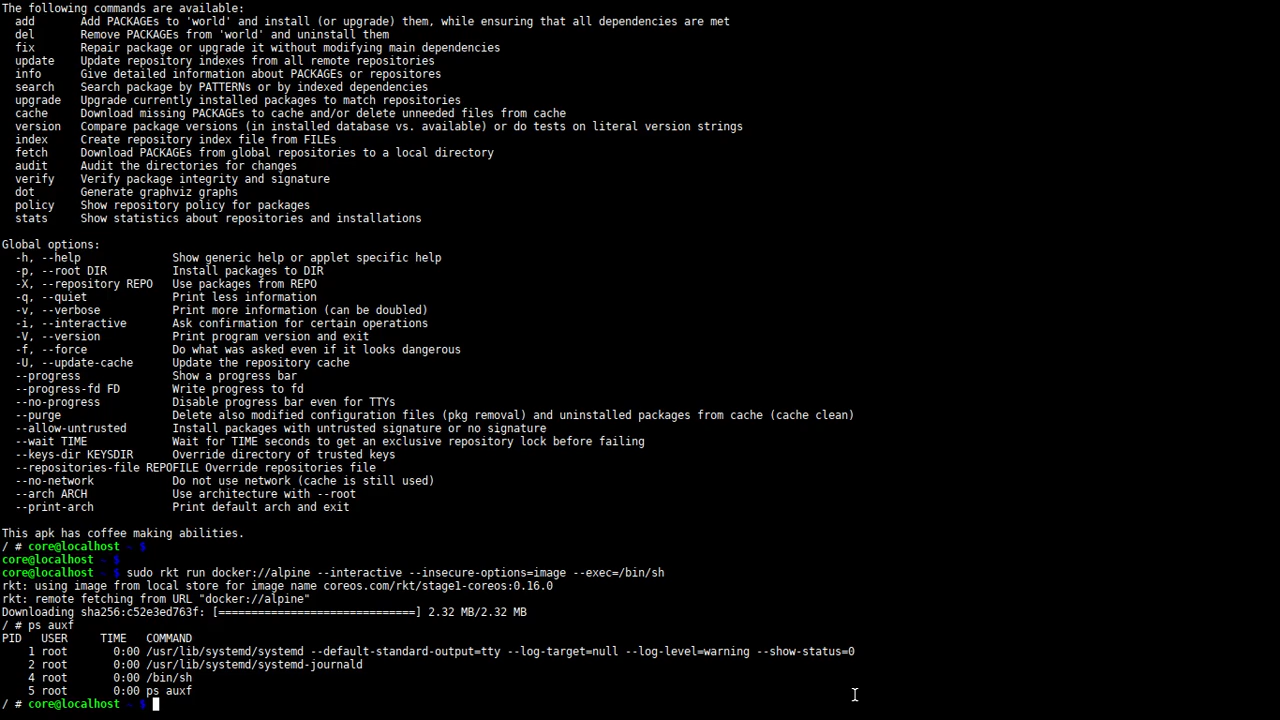 The following commands are available:
  add       Add PACKAGEs to 'world' and install (or upgrade) them, while ensuring that all dependencies are met
  del       Remove PACKAGEs from 'world' and uninstall them
  fix       Repair package or upgrade it without modifying main dependencies
  update    Update repository indexes from all remote repositories
  info      Give detailed information about PACKAGEs or repositores
  search    Search package by PATTERNs or by indexed dependencies
  upgrade   Upgrade currently installed packages to match repositories
  cache     Download missing PACKAGEs to cache and/or delete unneeded files from cache
  version   Compare package versions (in installed database vs. available) or do tests on literal version strings
  index     Create repository index file from FILEs
  fetch     Download PACKAGEs from global repositories to a local directory
  audit     Audit the directories for changes
  verify    Verify package integrity and signature
  dot       Generate graphviz graphs
  policy    Show repository policy for packages
  stats     Show statistics about repositories and installations

Global options:
  -h, --help              Show generic help or applet specific help
  -p, --root DIR          Install packages to DIR
  -X, --repository REPO   Use packages from REPO
  -q, --quiet             Print less information
  -v, --verbose           Print more information (can be doubled)
  -i, --interactive       Ask confirmation for certain operations
  -V, --version           Print program version and exit
  -f, --force             Do what was asked even if it looks dangerous
  -U, --update-cache      Update the repository cache
  --progress              Show a progress bar
  --progress-fd FD        Write progress to fd
  --no-progress           Disable progress bar even for TTYs
  --purge                 Delete also modified configuration files (pkg removal) and uninstalled packages from cache (cache clean)
  --allow-untrusted       Install packages with untrusted signature or no signature
  --wait TIME             Wait for TIME seconds to get an exclusive repository lock before failing
  --keys-dir KEYSDIR      Override directory of trusted keys
  --repositories-file REPOFILE Override repositories file
  --no-network            Do not use network (cache is still used)
  --arch ARCH             Use architecture with --root
  --print-arch            Print default arch and exit

This apk has coffee making abilities.
/ # core@localhost ~ $
core@localhost ~ $
core@localhost ~ $ sudo rkt run docker://alpine --interactive --insecure-options=image --exec=/bin/sh
rkt: using image from local store for image name coreos.com/rkt/stage1-coreos:0.16.0
rkt: remote fetching from URL "docker://alpine"
Downloading sha256:c52e3ed763f: [==============================] 2.32 MB/2.32 MB
/ # ps auxf
PID   USER     TIME   COMMAND
    1 root       0:00 /usr/lib/systemd/systemd --default-standard-output=tty --log-target=null --log-level=warning --show-status=0
    2 root       0:00 /usr/lib/systemd/systemd-journald
    4 root       0:00 /bin/sh
    5 root       0:00 ps auxf
/ # core@localhost ~ $